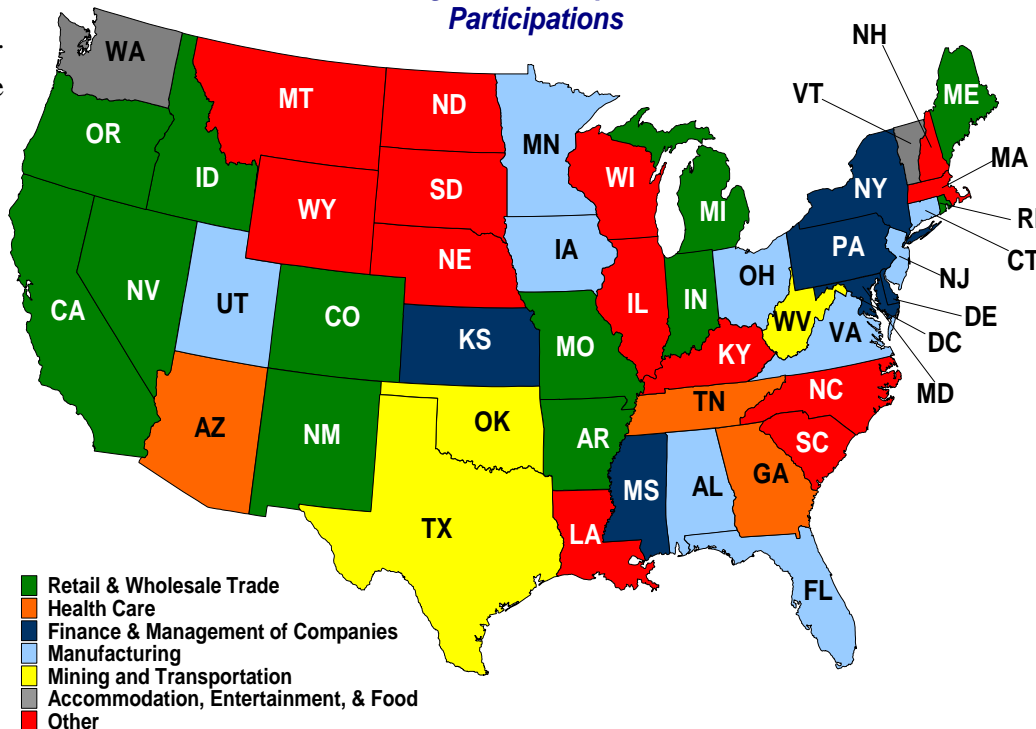 Participations
NH
WA
VT
ME
MT
ND
OR
MN
MA
ID
WI
NY
SD
MI
WY
PA
IA
NE
OH
NJ
NV
UT
IL
IN
CA
CO
WV
DE
KS
MO
VA
DC
KY
MD
NC
TN
AZ
OK
NM
AR
SC
GA
MS
AL
TX
LA
FL
CT
Retail & Wholesale Trade
Health Care
Finance & Management of Companies
Manufacturing
Mining and Transportation
Accommodation, Entertainment, & Food
Other